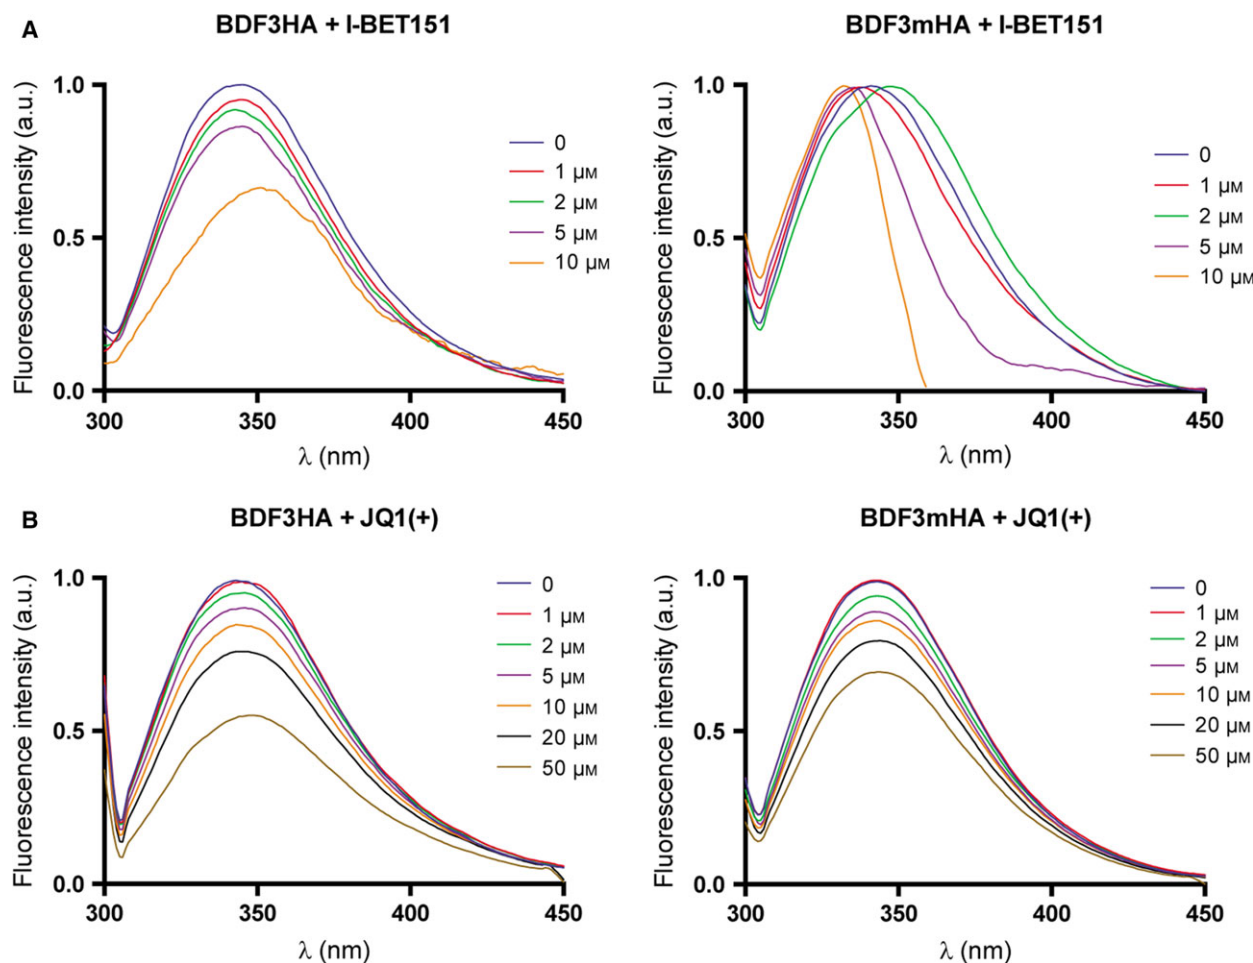 A
BDF3HA + I-BET151
Fluorescence intensity (a.u.)
1.0
0.5
0.0
300
350
400
450
λ (nm)
0
1 μM
2 μM
5 μM
10 μM
BDF3mHA + I-BET151
Fluorescence intensity (a.u.)
1.0
0.5
0.0
300
350
400
450
λ (nm)
0
1 μM
2 μM
5 μM
10 μM
B
BDF3HA + JQ1(+)
Fluorescence intensity (a.u.)
1.0
0.5
0.0
300
350
400
450
λ (nm)
0
1 μM
2 μM
5 μM
10 μM
20 μM
50 μM
BDF3mHA + JQ1(+)
Fluorescence intensity (a.u.)
1.0
0.5
0.0
300
350
400
450
λ (nm)
0
1 μM
2 μM
5 μM
10 μM
20 μM
50 μM